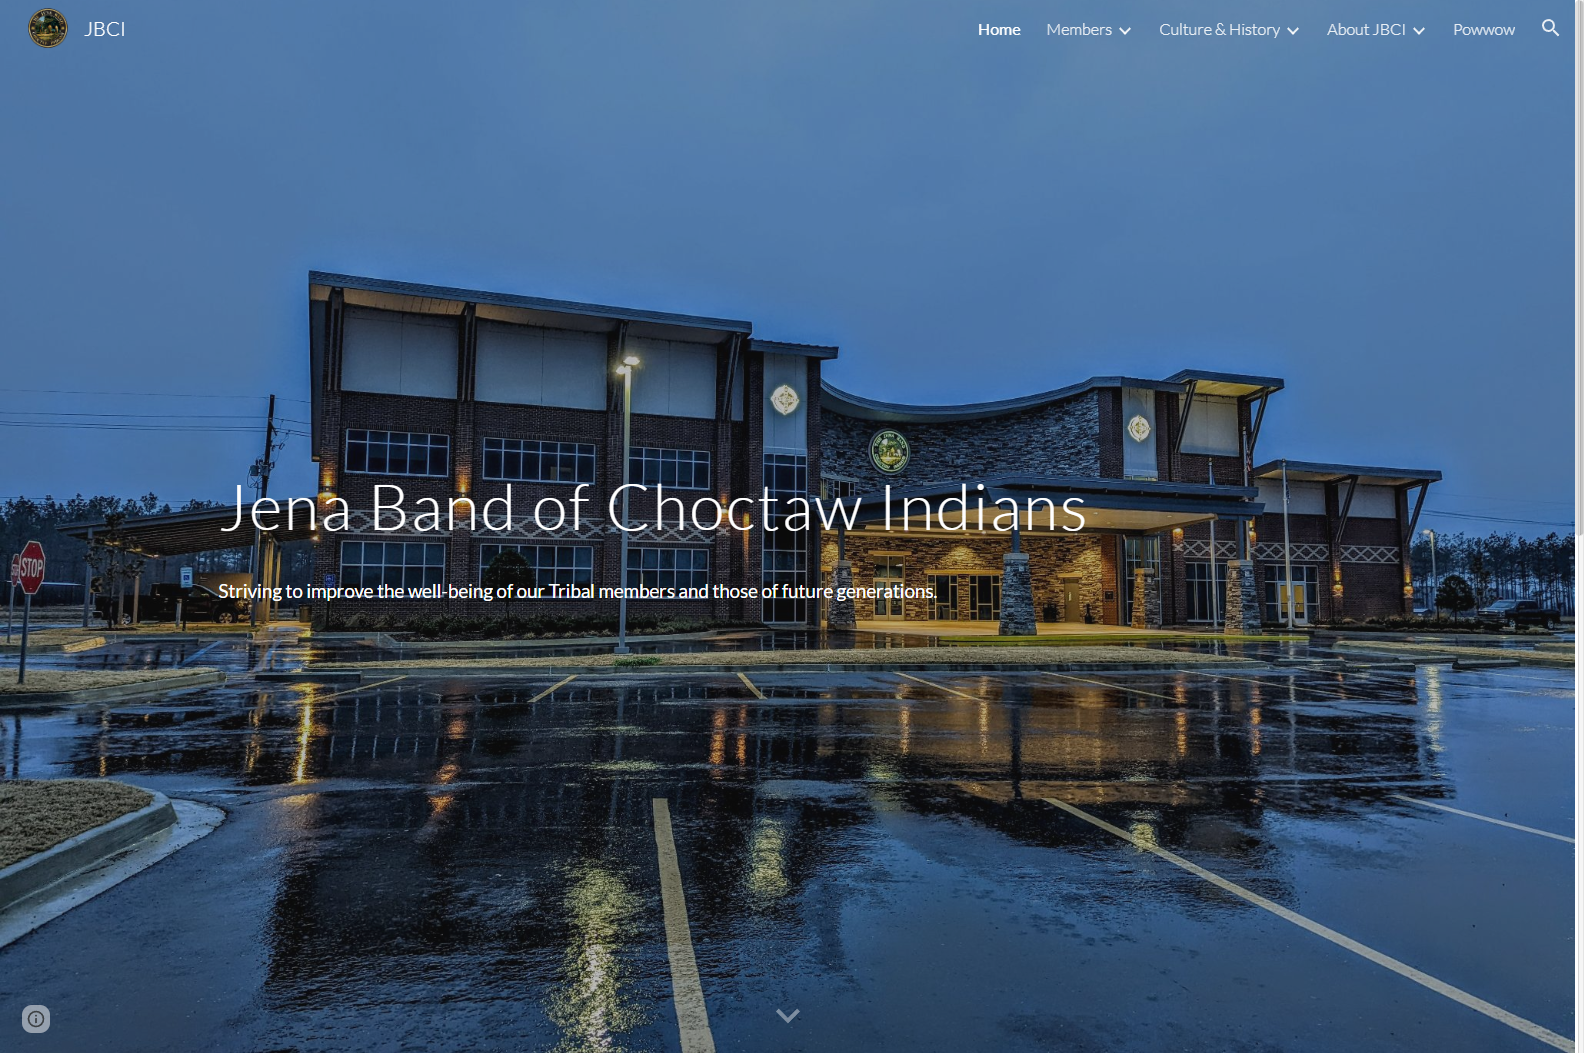 JBCI
Home
Members
Culture & History
About JBCI
Powwow
Jena Band of Choctaw Indians
Striving to improve the well-being of our Tribal members and those of future generations.
STOP